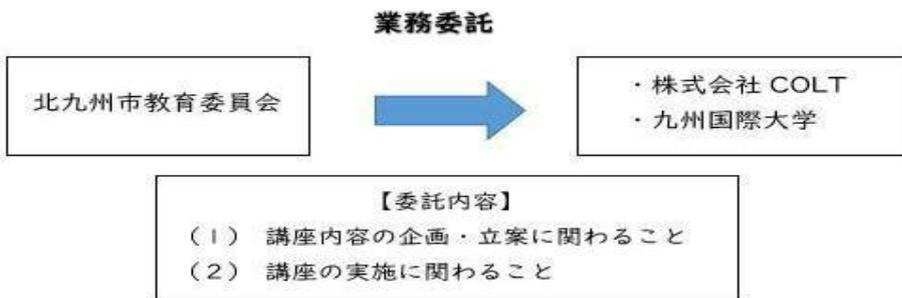 業務委託
北九州市教育委員会
・株式会社 COLT
・九州国際大学
【委託内容】
(1) 講座内容の企画・立案に関わること
(2) 講座の実施に関わること